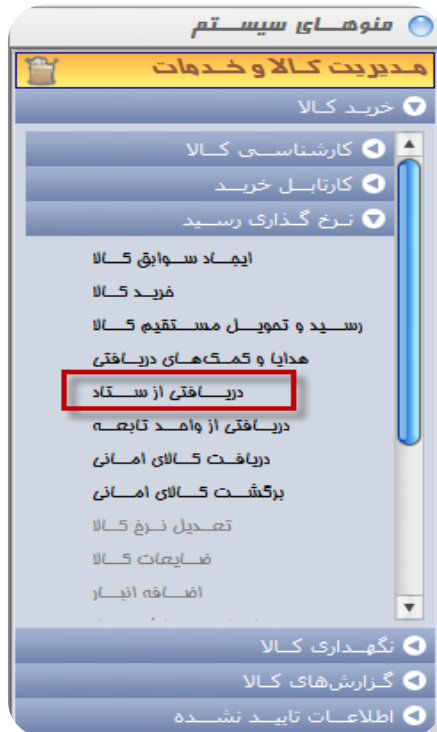 منوهای سیستم
مدیریت کالا و خدمات
خرید کالا
کارشناسی کالا
کارتابل خرید
نرخ گذاری رسید
ایجاد سوابق کالا
خرید کالا
رسید و تحویل مستقیم کالا
هدایا و کمک‌های دریافتی
دریافتی از ستاد
دریافتی از واحد تابعه
دریافت کالای امانی
برگشت کالای امانی
تعدیل نرخ کالا
ضایعات کالا
اضافه انبار
نگهداری کالا
گزارش‌های کالا
اطلاعات تایید نشده